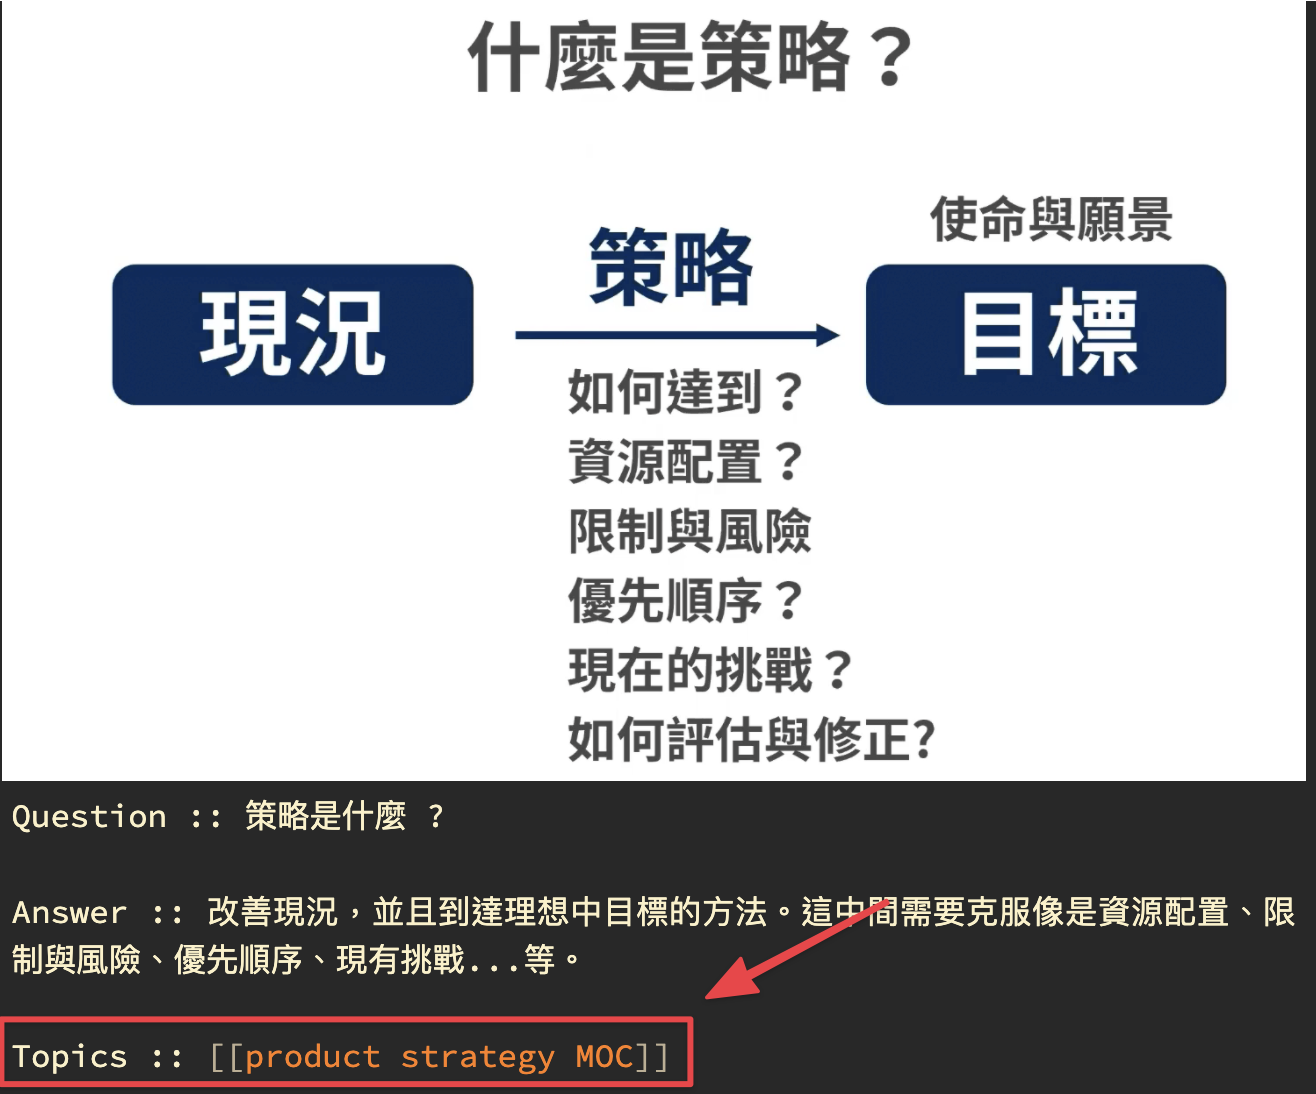 什麼是策略？
使命與願景
策略
現況
目標
如何達到？
資源配置？
限制與風險
優先順序？
現在的挑戰？
如何評估與修正?
Question :: 策略是什麼 ?
Answer :: 改善現況，並且到達理想中目標的方法。這中間需要克服像是資源配置、限
制與風險、優先順序、現有挑戰...等。
Topics :: [[product strategy MOC]]